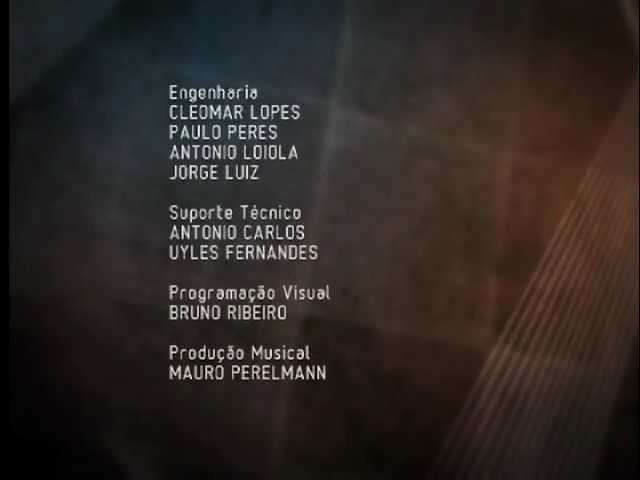 Engenharia
CLEOMAR LOPES
PAULO PERES
ANTONIO LOIOLA
JORGE LUIZ
Suporte Técnico
ANTONIO CARLOS
UYLES FERNANDES
Programação Visual
BRUNO RIBEIRO
Produção Musical
MAURO PERELMANN